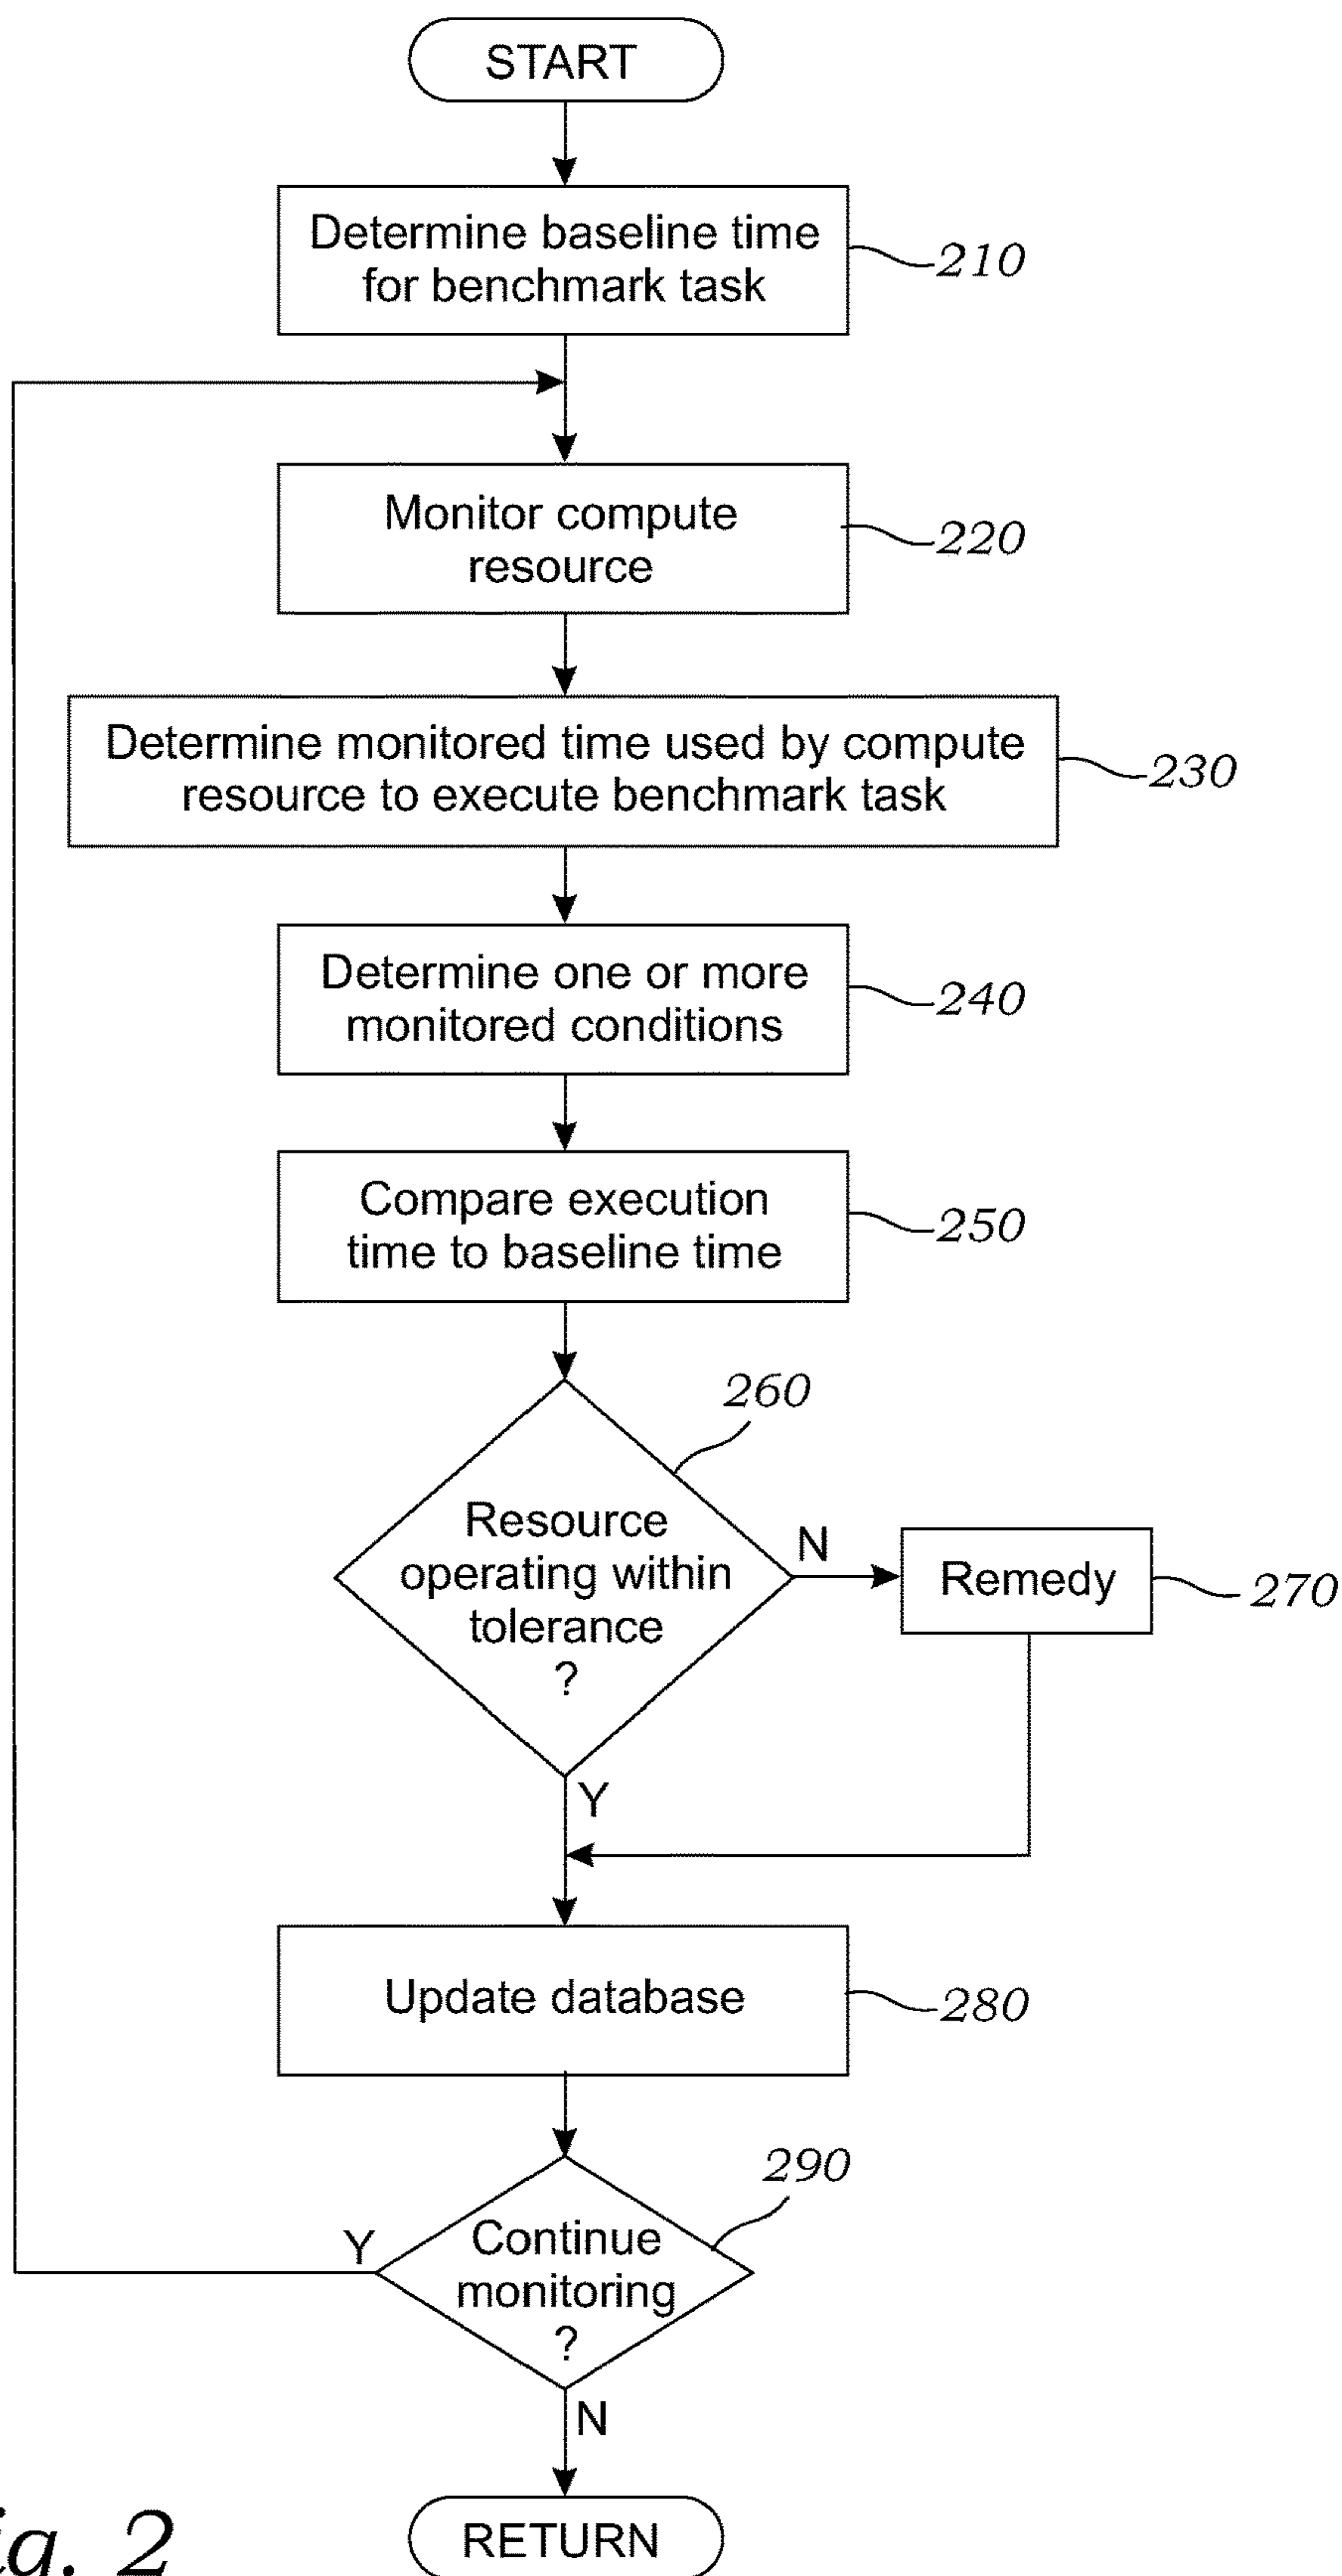 START
Determine baseline time
for benchmark task
210
Monitor compute
resource
220
Determine monitored time used by compute
resource to execute benchmark task
230
Determine one or more
monitored conditions
240
Compare execution
time to baseline time
250
260
Resource
operating within
tolerance
?
N
Remedy
270
Y
Update database
280
290
Y
Continue
monitoring
?
N
RETURN
ig. 2